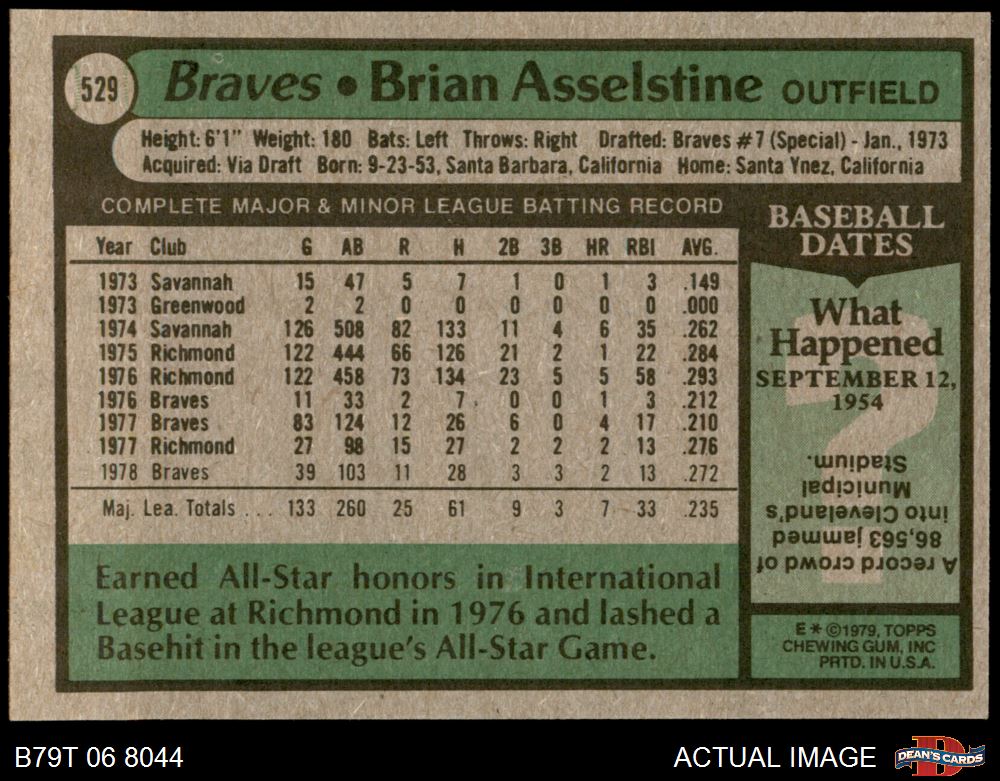 529
Braves • Brian Asselstine OUTFIELD
Height: 6'1" Weight: 180 Bats: Left Throws: Right Drafted: Braves #7 (Special) - Jan., 1973
Acquired: Via Draft Born: 9-23-53, Santa Barbara, California Home: Santa Ynez, California
COMPLETE MAJOR & MINOR LEAGUE BATTING RECORD
Year Club G AB R H 2B 3B HR RBI AVG.
1973 Savannah 15 47 5 7 1 0 1 3 .149
1973 Greenwood 2 2 0 0 0 0 0 0 .000
1974 Savannah 126 508 82 133 11 4 6 35 .262
1975 Richmond 122 444 66 126 21 2 1 22 .284
1976 Richmond 122 458 73 134 23 5 5 58 .293
1976 Braves 11 33 2 7 0 0 1 3 .212
1977 Braves 83 124 12 26 6 0 4 17 .210
1977 Richmond 27 98 15 27 2 2 2 13 .276
1978 Braves 39 103 11 28 3 3 2 13 .272
Maj. Lea. Totals ... 133 260 25 61 9 3 7 33 .235
Earned All-Star honors in International
League at Richmond in 1976 and lashed a
Basehit in the league's All-Star Game.
BASEBALL
DATES
What
Happened
SEPTEMBER 12,
1954
A record crowd of
86,563 jammed
into Cleveland's
Municipal
Stadium.
E * ©1979, TOPPS
CHEWING GUM, INC
PRTD. IN U.S.A.
B79T 06 8044
ACTUAL IMAGE
D
DEAN'S CARDS